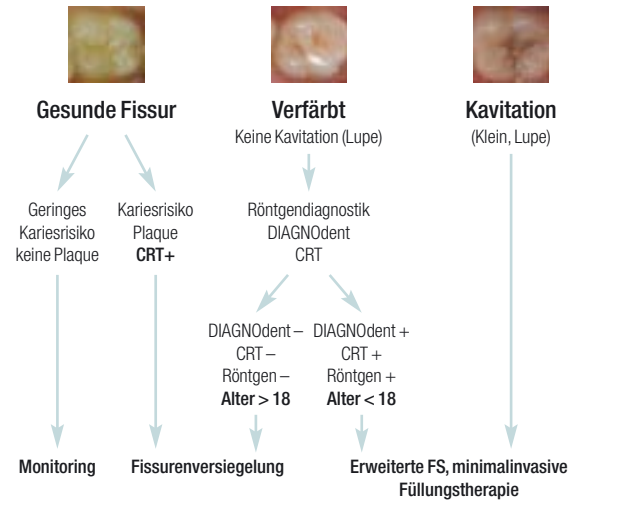 Gesunde Fissur
Verfärbt
Keine Kavitation (Lupe)
Kavitation
(Klein, Lupe)
Geringes
Kariesrisiko
keine Plaque
Kariesrisiko
Plaque
CRT+
Röntgendiagnostik
DIAGNOdent
CRT
DIAGNOdent –
CRT –
Röntgen –
Alter > 18
DIAGNOdent +
CRT +
Röntgen +
Alter < 18
Monitoring
Fissurenversiegelung
Erweiterte FS, minimalinvasive
Füllungstherapie